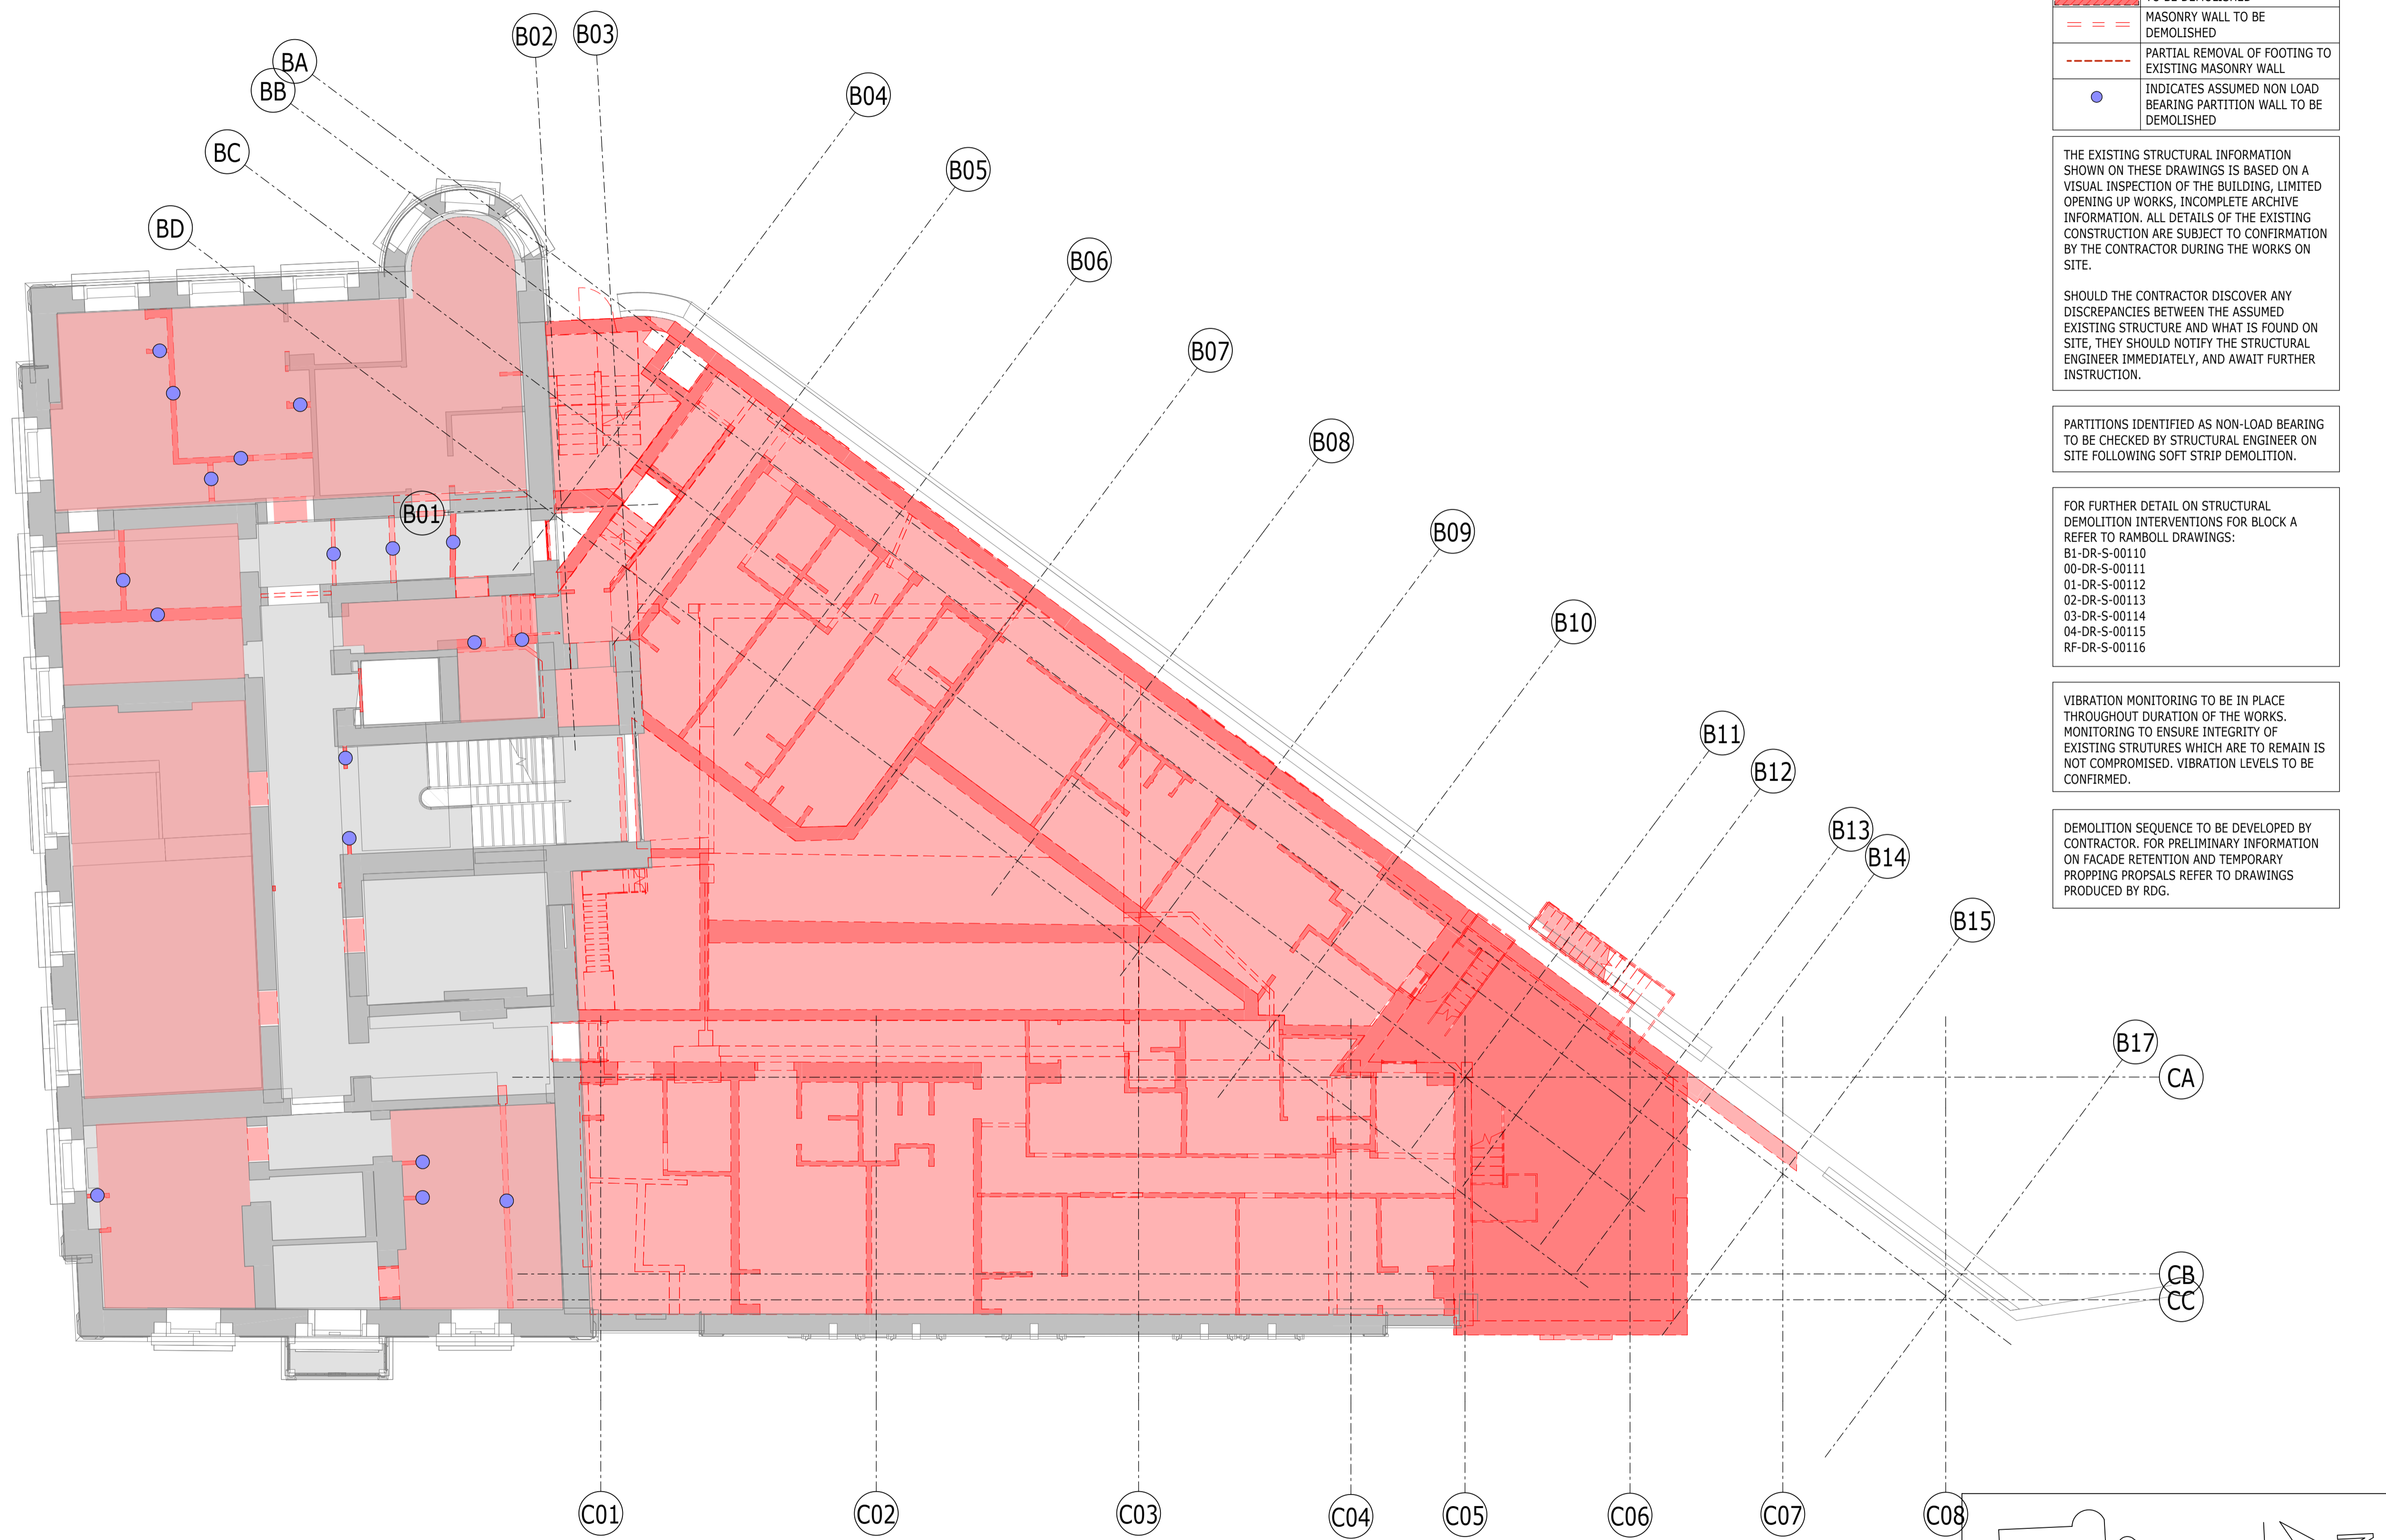 B02
B03
BA
BB
B04
BC
B05
BD
B06
B07
B08
B01
B09
B10
B11
B12
B13
B14
B15
B17
CA
CB
CC
C01
C02
C03
C04
C05
C06
C07
C08
TO BE DEMOLISHED
MASONRY WALL TO BE
DEMOLISHED
PARTIAL REMOVAL OF FOOTING TO
EXISTING MASONRY WALL
INDICATES ASSUMED NON LOAD
BEARING PARTITION WALL TO BE
DEMOLISHED
THE EXISTING STRUCTURAL INFORMATION
SHOWN ON THESE DRAWINGS IS BASED ON A
VISUAL INSPECTION OF THE BUILDING, LIMITED
OPENING UP WORKS, INCOMPLETE ARCHIVE
INFORMATION. ALL DETAILS OF THE EXISTING
CONSTRUCTION ARE SUBJECT TO CONFIRMATION
BY THE CONTRACTOR DURING THE WORKS ON
SITE.
SHOULD THE CONTRACTOR DISCOVER ANY
DISCREPANCIES BETWEEN THE ASSUMED
EXISTING STRUCTURE AND WHAT IS FOUND ON
SITE, THEY SHOULD NOTIFY THE STRUCTURAL
ENGINEER IMMEDIATELY, AND AWAIT FURTHER
INSTRUCTION.
PARTITIONS IDENTIFIED AS NON-LOAD BEARING
TO BE CHECKED BY STRUCTURAL ENGINEER ON
SITE FOLLOWING SOFT STRIP DEMOLITION.
FOR FURTHER DETAIL ON STRUCTURAL
DEMOLITION INTERVENTIONS FOR BLOCK A
REFER TO RAMBOLL DRAWINGS:
B1-DR-S-00110
00-DR-S-00111
01-DR-S-00112
02-DR-S-00113
03-DR-S-00114
04-DR-S-00115
RF-DR-S-00116
VIBRATION MONITORING TO BE IN PLACE
THROUGHOUT DURATION OF THE WORKS.
MONITORING TO ENSURE INTEGRITY OF
EXISTING STRUTURES WHICH ARE TO REMAIN IS
NOT COMPROMISED. VIBRATION LEVELS TO BE
CONFIRMED.
DEMOLITION SEQUENCE TO BE DEVELOPED BY
CONTRACTOR. FOR PRELIMINARY INFORMATION
ON FACADE RETENTION AND TEMPORARY
PROPPING PROPSALS REFER TO DRAWINGS
PRODUCED BY RDG.